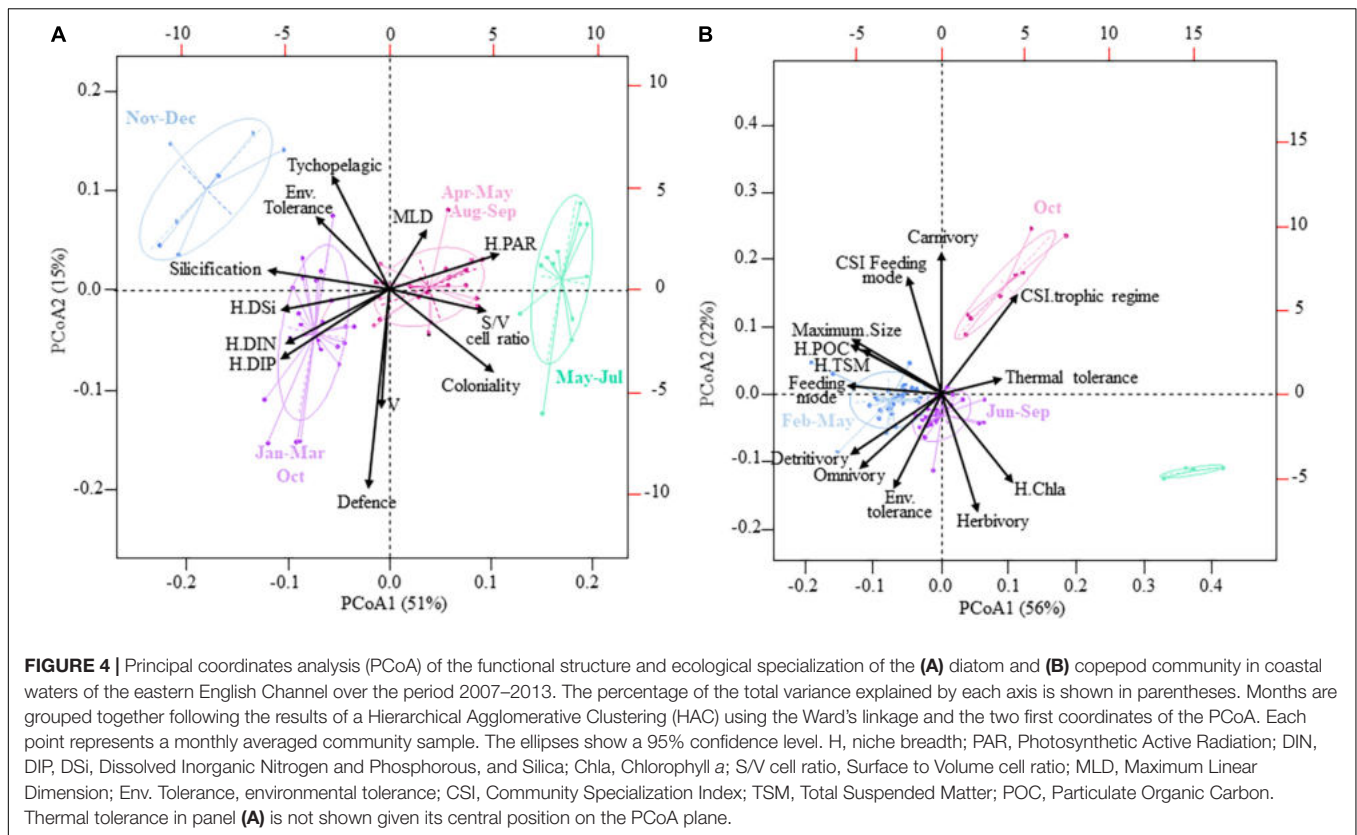 A
-10 -5 0 5 10
0.2
0.1
0.0
-0.1
-0.2
PCoA2 (15%)
10
5
0
-5
-10
Nov-Dec
Tychopelagic
Env.
Tolerance
MLD
Apr-May
Aug-Sep
H.PAR
Silicification
H.DSi
H.DIN
H.DIP
S/V
cell ratio
Coloniality
V
May-Jul
Jan-Mar
Oct
Defence
-0.2 -0.1 0.0 0.1 0.2
PCoA1 (51%)
B
-5 0 5 10 15
0.4
0.3
0.2
0.1
0.0
-0.1
-0.2
PCoA2 (22%)
15
10
5
0
-5
Oct
Carnivory
CSI Feeding
mode
CSI.trophic regime
Maximum.Size
H.POC
H.TSM
Feeding
mode
Thermal tolerance
Feb-May
Jun-Sep
Detritivory
Omnivory
Env.
tolerance
H.Chla
Herbivory
-0.2 -0.1 0.0 0.1 0.2 0.3 0.4
PCoA1 (56%)
FIGURE 4 | Principal coordinates analysis (PCoA) of the functional structure and ecological specialization of the (A) diatom and (B) copepod community in coastal
waters of the eastern English Channel over the period 2007–2013. The percentage of the total variance explained by each axis is shown in parentheses. Months are
grouped together following the results of a Hierarchical Agglomerative Clustering (HAC) using the Ward's linkage and the two first coordinates of the PCoA. Each
point represents a monthly averaged community sample. The ellipses show a 95% confidence level. H, niche breadth; PAR, Photosynthetic Active Radiation; DIN,
DIP, DSi, Dissolved Inorganic Nitrogen and Phosphorous, and Silica; Chla, Chlorophyll a; S/V cell ratio, Surface to Volume cell ratio; MLD, Maximum Linear
Dimension; Env. Tolerance, environmental tolerance; CSI, Community Specialization Index; TSM, Total Suspended Matter; POC, Particulate Organic Carbon.
Thermal tolerance in panel (A) is not shown given its central position on the PCoA plane.